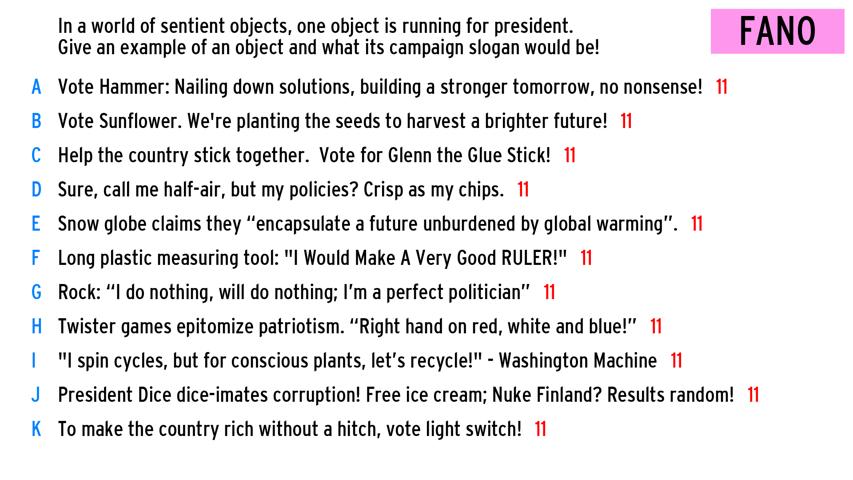 In a world of sentient objects, one object is running for president.
Give an example of an object and what its campaign slogan would be!
FANO
A Vote Hammer: Nailing down solutions, building a stronger tomorrow, no nonsense! 11
B Vote Sunflower. We're planting the seeds to harvest a brighter future! 11
C Help the country stick together.  Vote for Glenn the Glue Stick! 11
D Sure, call me half-air, but my policies? Crisp as my chips. 11
E Snow globe claims they “encapsulate a future unburdened by global warming”. 11
F Long plastic measuring tool: "I Would Make A Very Good RULER!" 11
G Rock: “I do nothing, will do nothing; I’m a perfect politician” 11
H Twister games epitomize patriotism. “Right hand on red, white and blue!” 11
I "I spin cycles, but for conscious plants, let’s recycle!" - Washington Machine 11
J President Dice dice-imates corruption! Free ice cream; Nuke Finland? Results random! 11
K To make the country rich without a hitch, vote light switch! 11